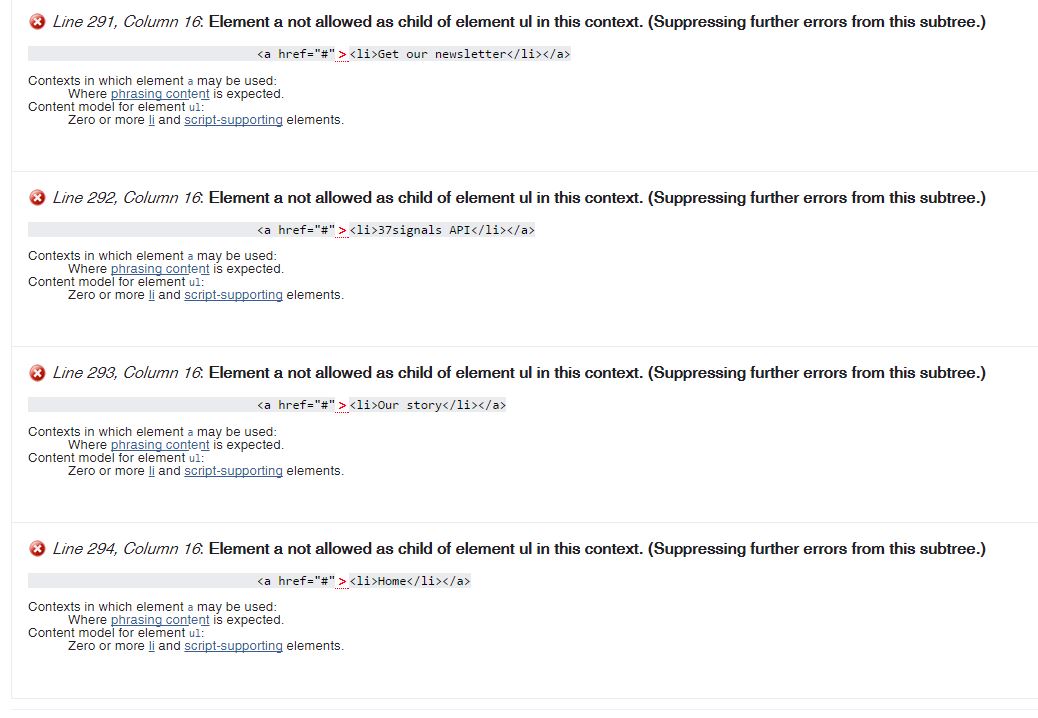 Line 291, Column 16: Element a not allowed as child of element ul in this context. (Suppressing further errors from this subtree.)
<a href="#"><li>Get our newsletter</li></a>
Contexts in which element a may be used:
Where phrasing content is expected.
Content model for element ul:
Zero or more li and script-supporting elements.
Line 292, Column 16: Element a not allowed as child of element ul in this context. (Suppressing further errors from this subtree.)
<a href="#"><li>37signals API</li></a>
Contexts in which element a may be used:
Where phrasing content is expected.
Content model for element ul:
Zero or more li and script-supporting elements.
Line 293, Column 16: Element a not allowed as child of element ul in this context. (Suppressing further errors from this subtree.)
<a href="#"><li>Our story</li></a>
Contexts in which element a may be used:
Where phrasing content is expected.
Content model for element ul:
Zero or more li and script-supporting elements.
Line 294, Column 16: Element a not allowed as child of element ul in this context. (Suppressing further errors from this subtree.)
<a href="#"><li>Home</li></a>
Contexts in which element a may be used:
Where phrasing content is expected.
Content model for element ul:
Zero or more li and script-supporting elements.